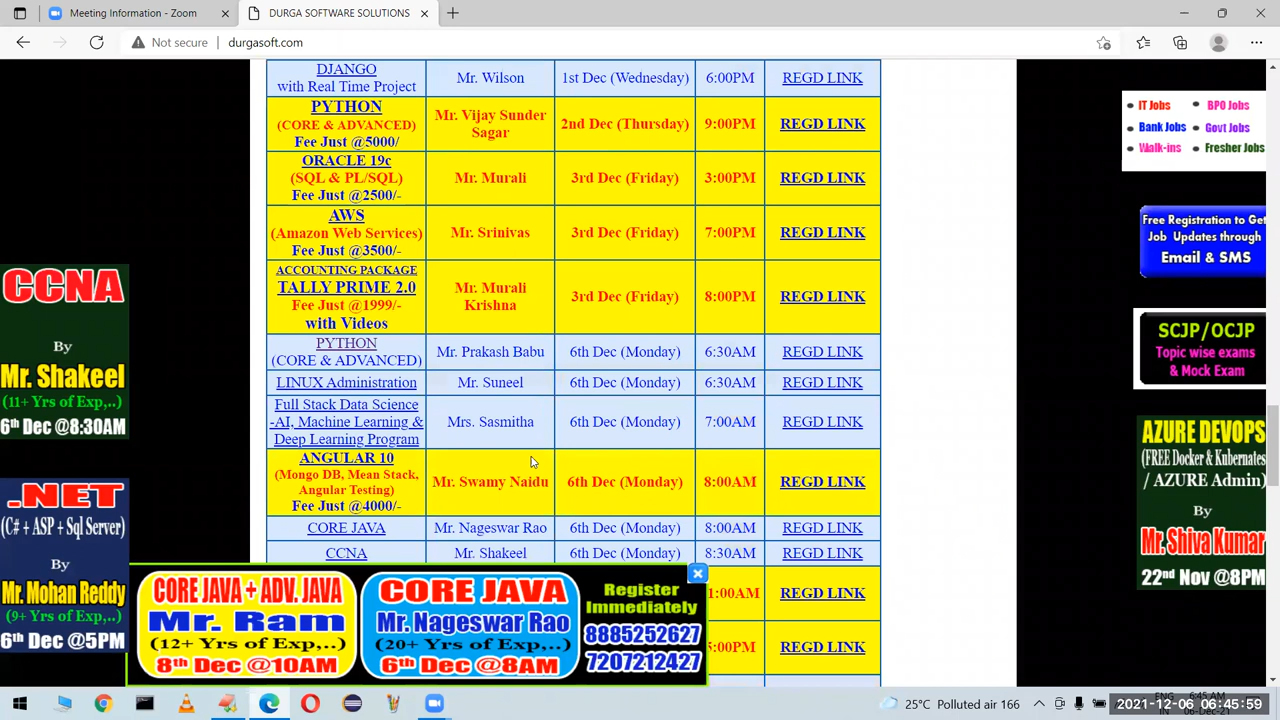 Meeting Information - Zoom
DURGA SOFTWARE SOLUTIONS
Not secure
durgasoft.com
DJANGO
with Real Time Project
Mr. Wilson
1st Dec (Wednesday)
6:00PM
REGD LINK
PYTHON
(CORE & ADVANCED)
Fee Just @5000/
Mr. Vijay Sunder
Sagar
2nd Dec (Thursday)
9:00PM
REGD LINK
ORACLE 19c
(SQL & PL/SQL)
Fee Just @2500/-
Mr. Murali
3rd Dec (Friday)
3:00PM
REGD LINK
AWS
(Amazon Web Services)
Fee Just @3500/-
Mr. Srinivas
3rd Dec (Friday)
7:00PM
REGD LINK
ACCOUNTING PACKAGE
TALLY PRIME 2.0
Fee Just @1999/-
with Videos
Mr. Murali
Krishna
3rd Dec (Friday)
8:00PM
REGD LINK
PYTHON
(CORE & ADVANCED)
Mr. Prakash Babu
6th Dec (Monday)
6:30AM
REGD LINK
LINUX Administration
Mr. Suneel
6th Dec (Monday)
6:30AM
REGD LINK
Full Stack Data Science
-AI, Machine Learning &
Deep Learning Program
Mrs. Sasmitha
6th Dec (Monday)
7:00AM
REGD LINK
ANGULAR 10
(Mongo DB, Mean Stack,
Angular Testing)
Fee Just @4000/-
Mr. Swamy Naidu
6th Dec (Monday)
8:00AM
REGD LINK
CORE JAVA
Mr. Nageswar Rao
6th Dec (Monday)
8:00AM
REGD LINK
CCNA
Mr. Shakeel
6th Dec (Monday)
8:30AM
REGD LINK
1:00AM
REGD LINK
5:00PM
REGD LINK
CCNA
By
Mr. Shakeel
(11+ Yrs of Exp,..)
6th Dec @8:30AM
.NET
(C# + ASP + Sql Server)
By
Mr. Mohan Reddy
(9+ Yrs of Exp,..)
6th Dec @5PM
CORE JAVA + ADV. JAVA
Mr. Ram
(12+ Yrs of Exp,..)
8th Dec @10AM
CORE JAVA
Mr. Nageswar Rao
(20+ Yrs of Exp,..)
6th Dec @8AM
Register
Immediately
8885252627
7207212427
IT Jobs
BPO Jobs
Bank Jobs
Govt Jobs
Walk-ins
Fresher Jobs
Free Registration to Get
Job Updates through
Email & SMS
SCJP/OCJP
Topic wise exams
& Mock Exam
AZURE DEVOPS
(FREE Docker & Kubernates)
/ AZURE Admin)
By
Mr.Shiva Kumar
22nd Nov @8PM
25°C Polluted air 166
ENG
IN
2021-12-06 06:45:59